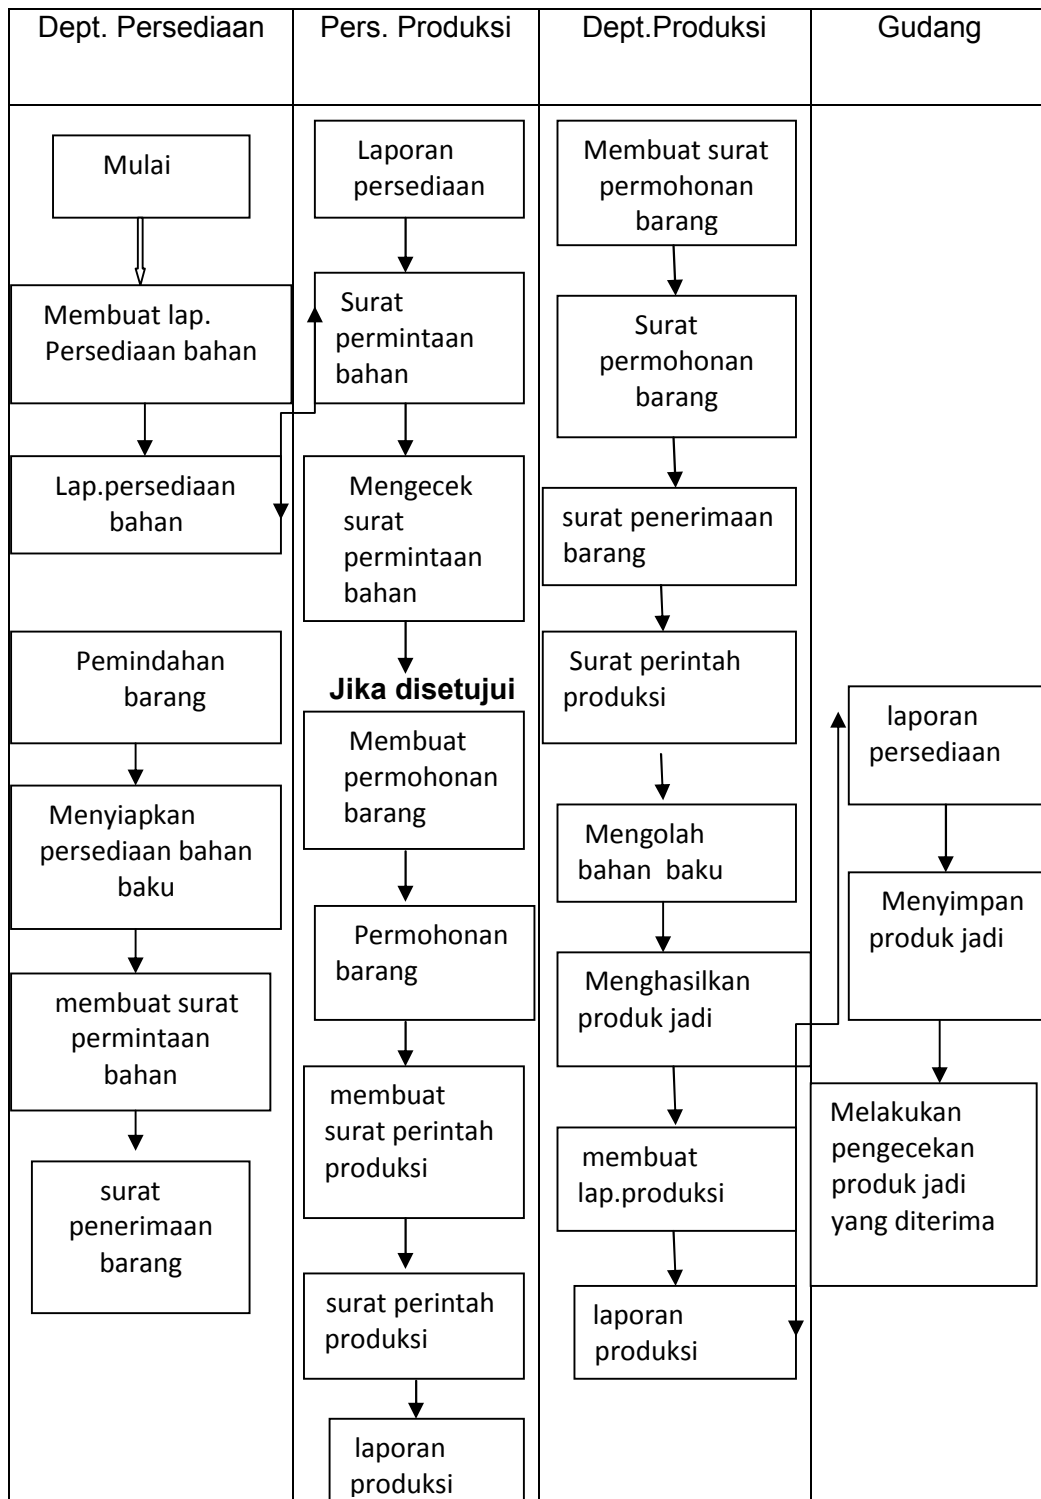 Dept. Persediaan
Pers. Produksi
Dept.Produksi
Gudang
Mulai
Membuat lap.
Persediaan bahan
Lap.persediaan
bahan
Pemindahan
barang
Menyiapkan
persediaan bahan
baku
membuat surat
permintaan
bahan
surat
penerimaan
barang
Laporan
persediaan
Surat
permintaan
bahan
Mengecek
surat
permintaan
bahan
Jika disetujui
Membuat
permohonan
barang
Permohonan
barang
membuat
surat perintah
produksi
surat perintah
produksi
laporan
produksi
Membuat surat
permohonan
barang
Surat
permohonan
barang
surat penerimaan
barang
Surat perintah
produksi
Mengolah
bahan baku
Menghasilkan
produk jadi
membuat
lap.produksi
laporan
produksi
laporan
persediaan
Menyimpan
produk jadi
Melakukan
pengecekan
produk jadi
yang diterima